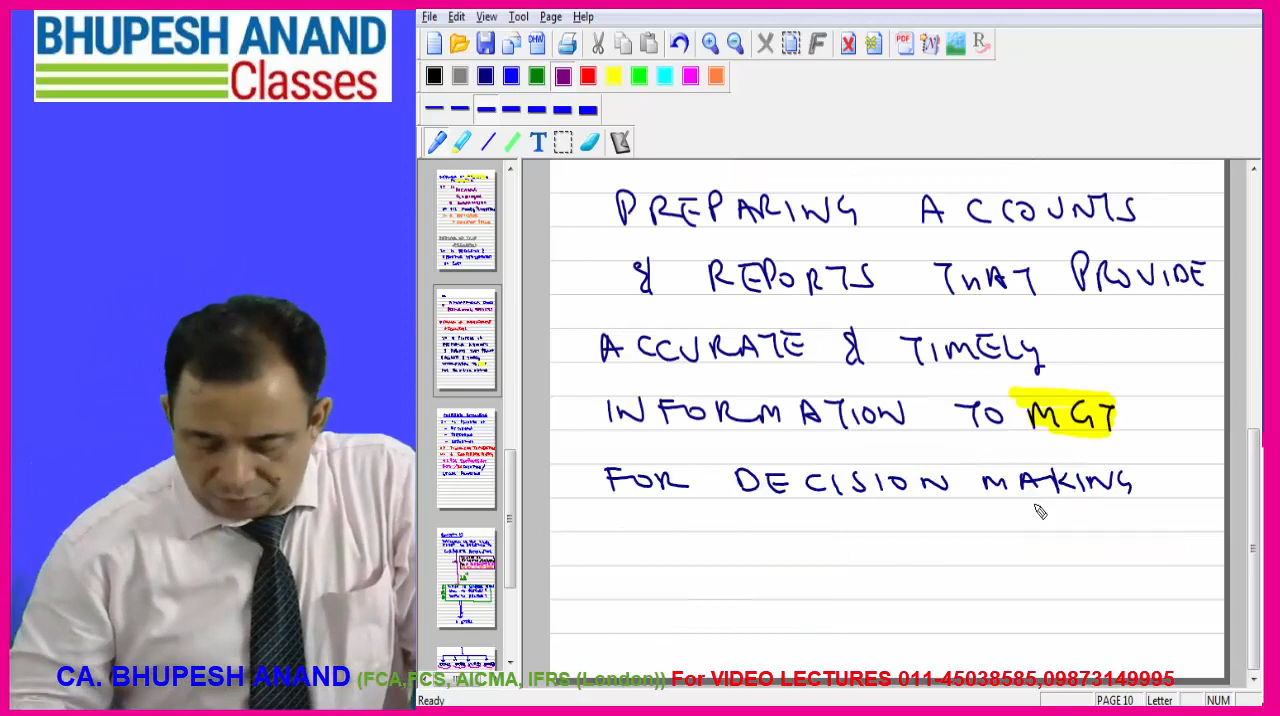 BHUPESH ANAND
Classes
File Edit View Tool Page Help
PREPARING ACCOUNTS
& REPORTS THAT PROVIDE
ACCURATE & TIMELY
INFORMATION TO MGT
FOR DECISION MAKING
CA. BHUPESH ANAND (FCA,FCS, AICMA, IFRS (London)) For VIDEO LECTURES 011-45038585,09873149995
Ready PAGE 10 Letter NUM